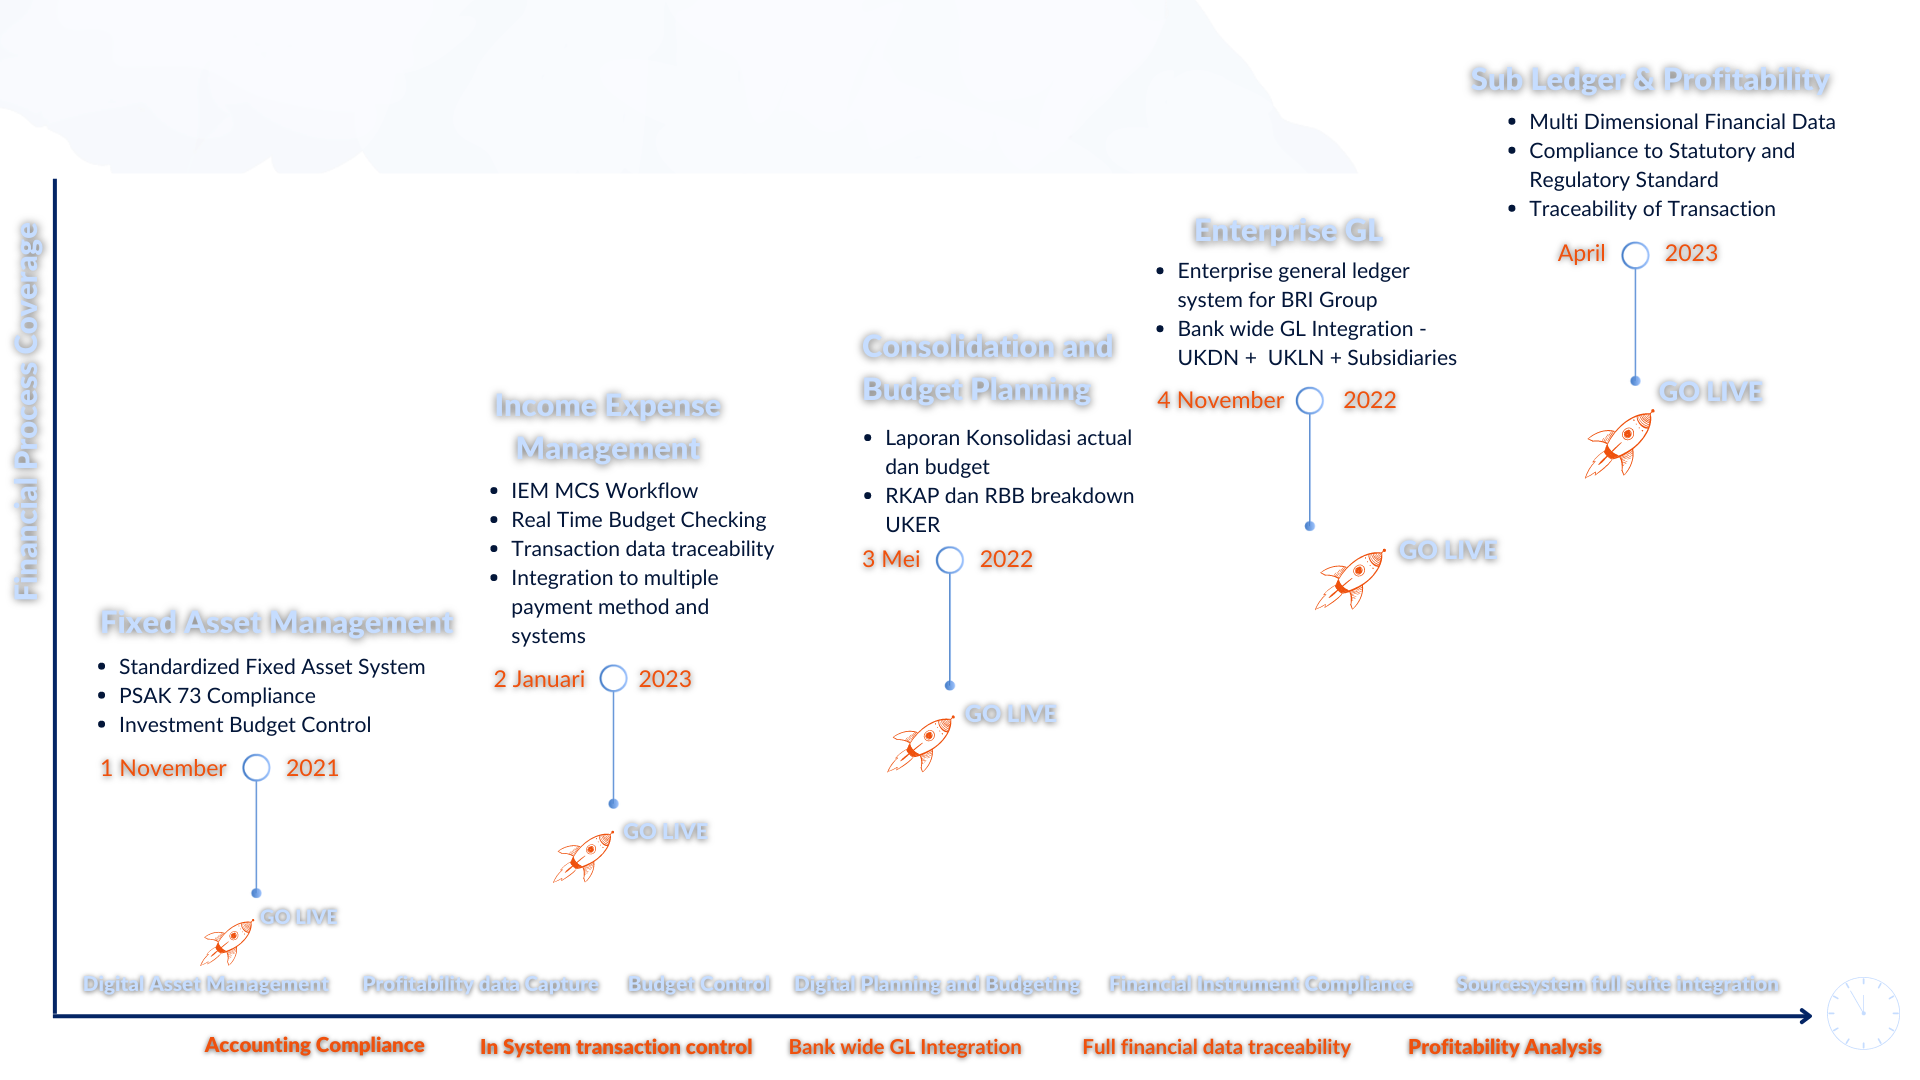 Financial Process Coverage
Fixed Asset Management
• Standardized Fixed Asset System
• PSAK 73 Compliance
• Investment Budget Control
1 November 2021
GO LIVE
Income Expense
Management
• IEM MCS Workflow
• Real Time Budget Checking
• Transaction data traceability
• Integration to multiple
payment method and
systems
2 Januari 2023
GO LIVE
Consolidation and
Budget Planning
• Laporan Konsolidasi actual
dan budget
• RKAP dan RBB breakdown
UKER
3 Mei 2022
GO LIVE
Enterprise GL
• Enterprise general ledger
system for BRI Group
• Bank wide GL Integration -
UKDN + UKLN + Subsidiaries
4 November 2022
GO LIVE
Sub Ledger & Profitability
• Multi Dimensional Financial Data
• Compliance to Statutory and
Regulatory Standard
• Traceability of Transaction
April 2023
GO LIVE
Digital Asset Management
Profitability data Capture
Budget Control
Digital Planning and Budgeting
Financial Instrument Compliance
Sourcesystem full suite integration
Accounting Compliance
In System transaction control
Bank wide GL Integration
Full financial data traceability
Profitability Analysis